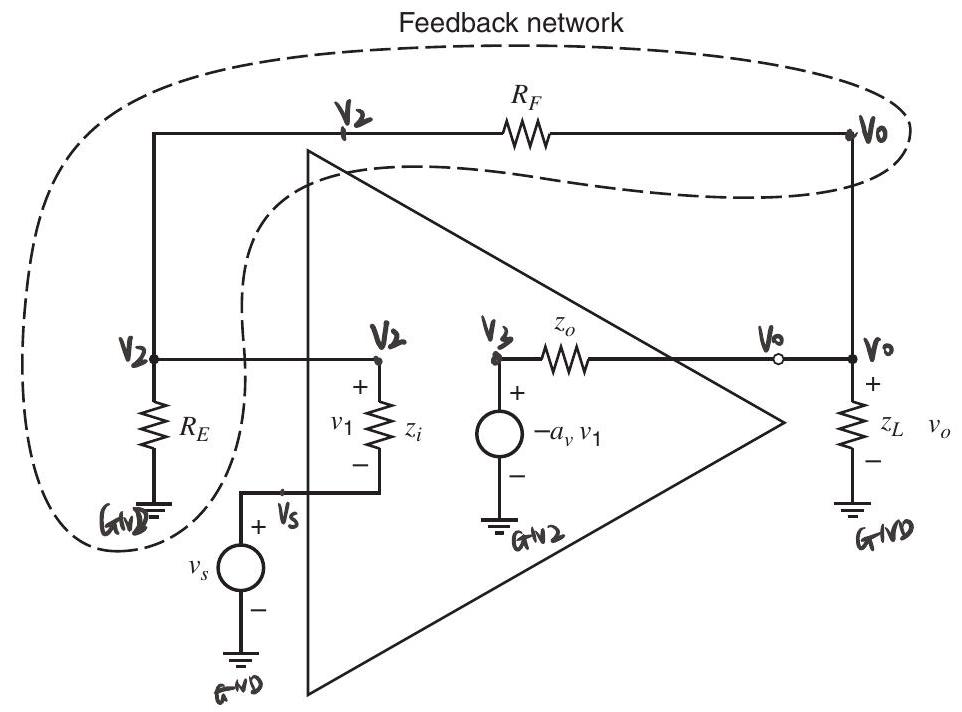 Feedback network
V2
R_F
Vo
V2
V2
V3
z_o
Vo
Vo
+
R_E
+
v_1
z_i
−
+
−a_v v_1
−
+
z_L
v_o
−
GND
Vs
GND
+
v_s
−
GND
GND